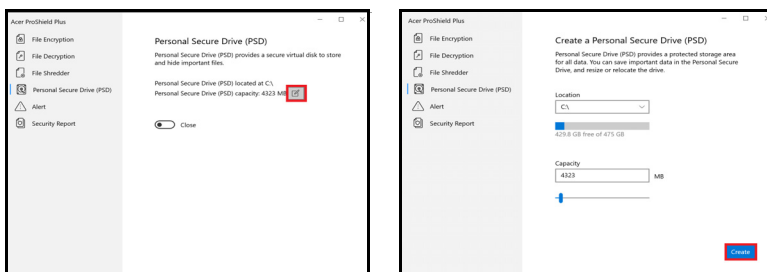 Acer ProShield Plus
File Encryption
File Decryption
File Shredder
Personal Secure Drive (PSD)
Alert
Security Report
Personal Secure Drive (PSD)
Personal Secure Drive (PSD) provides a secure virtual disk to store
and hide important files.
Personal Secure Drive (PSD) located at C:\
Personal Secure Drive (PSD) capacity: 4323 MB
Close
Acer ProShield Plus
File Encryption
File Decryption
File Shredder
Personal Secure Drive (PSD)
Alert
Security Report
Create a Personal Secure Drive (PSD)
Personal Secure Drive (PSD) provides a protected storage area
for all data. You can save important data in the Personal Secure
Drive, and resize or relocate the drive.
Location
C:\
429.8 GB free of 475 GB
Capacity
4323 MB
Create